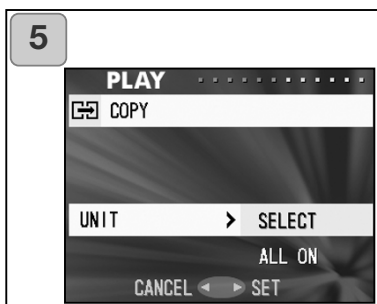 5
PLAY
COPY
UNIT > SELECT
ALL ON
CANCEL ◄ ► SET